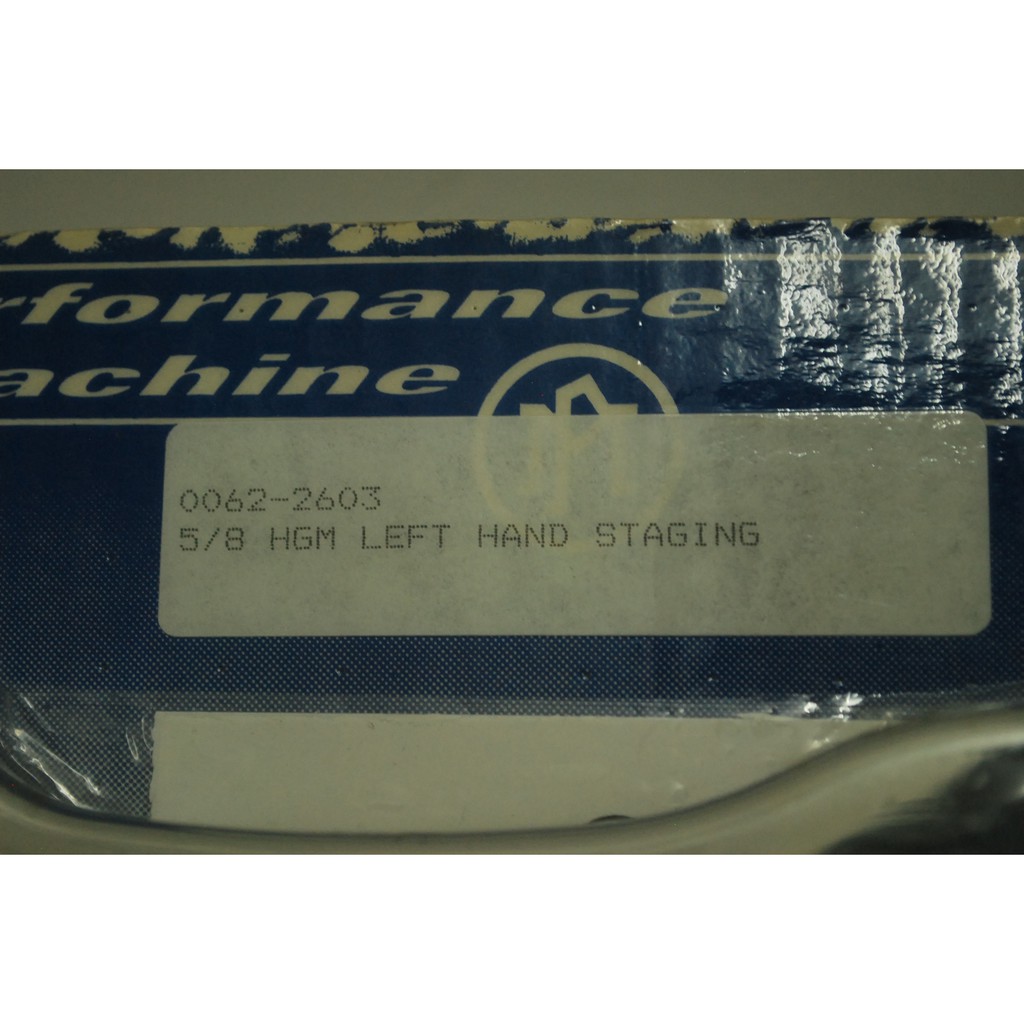 rformance
achine
0062-2603
5/8 HGM LEFT HAND STAGING